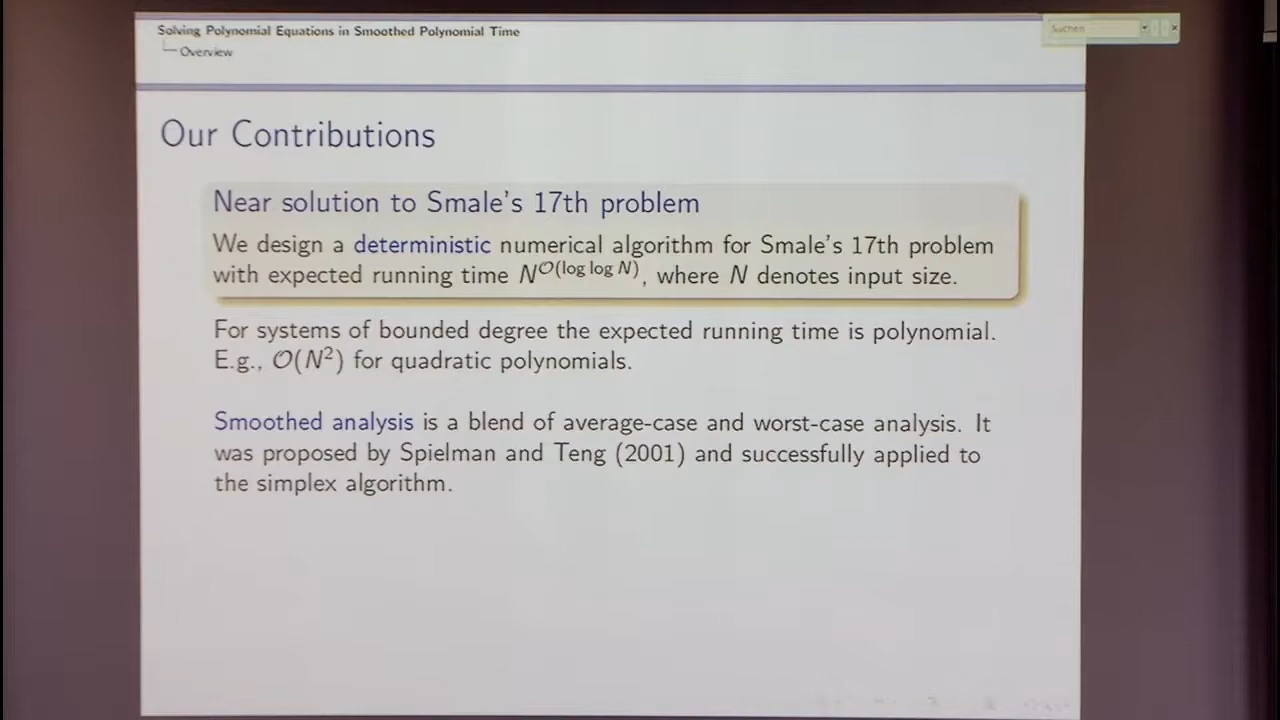 Solving Polynomial Equations in Smoothed Polynomial Time
Overview
Suchen
Our Contributions
Near solution to Smale's 17th problem
We design a deterministic numerical algorithm for Smale's 17th problem
with expected running time N^O(log log N), where N denotes input size.
For systems of bounded degree the expected running time is polynomial.
E.g., O(N²) for quadratic polynomials.
Smoothed analysis is a blend of average-case and worst-case analysis. It
was proposed by Spielman and Teng (2001) and successfully applied to
the simplex algorithm.